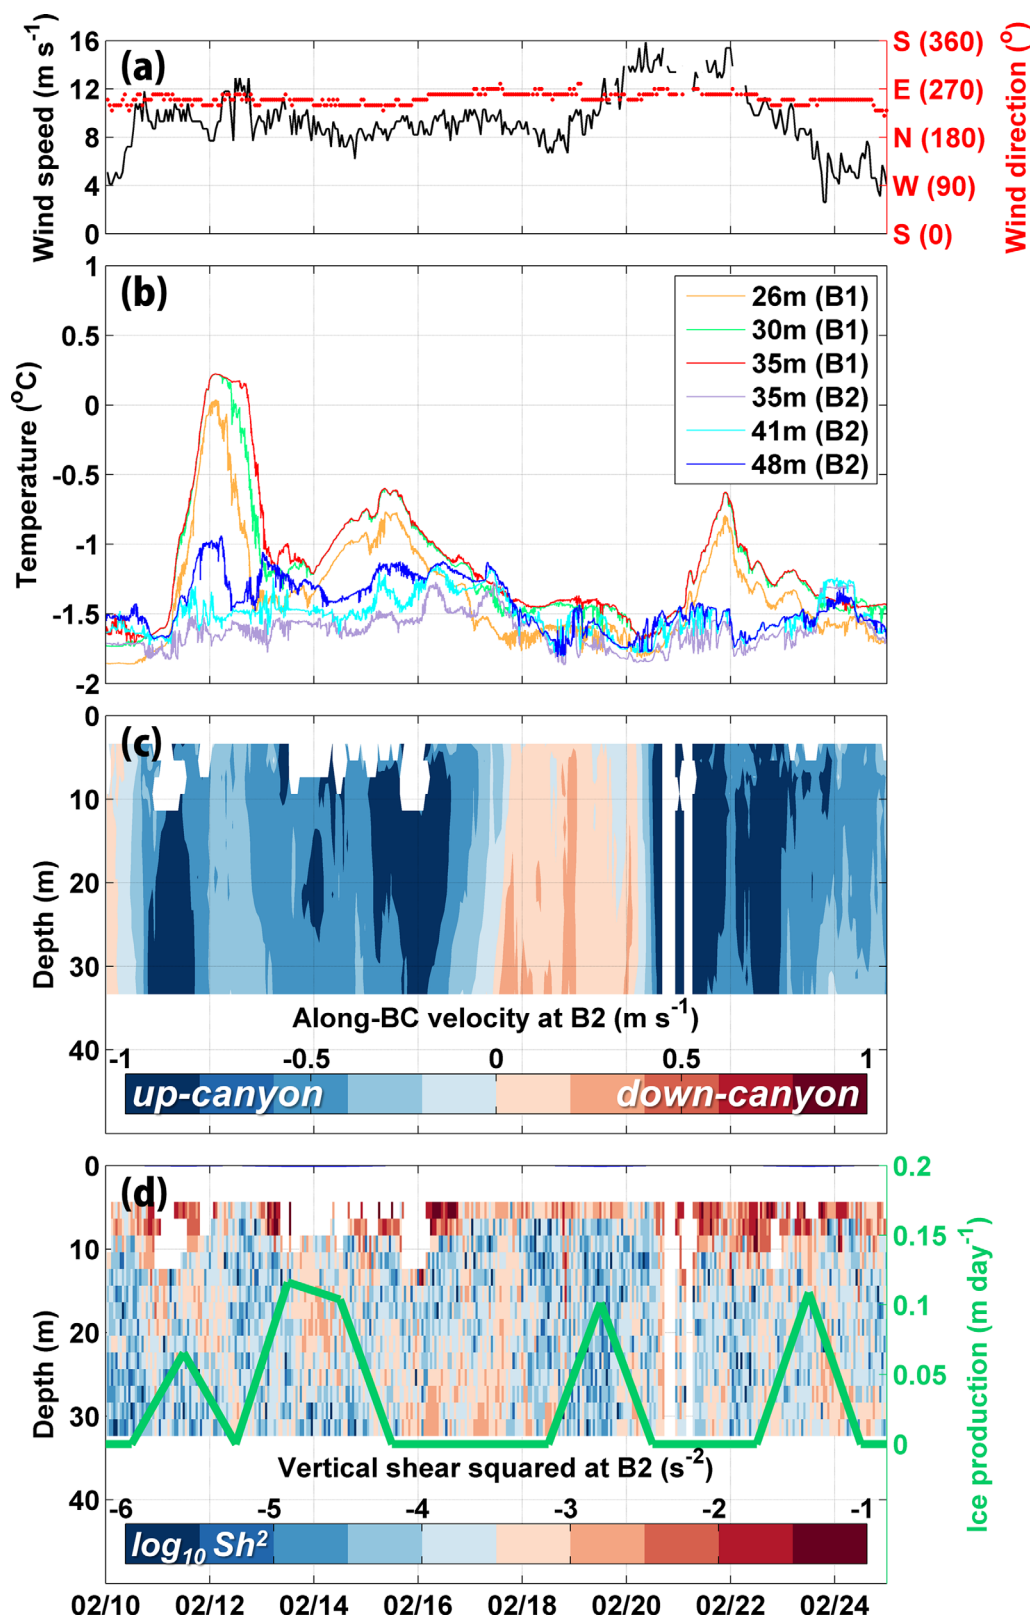 (a)
Wind speed (m s-1)
16
12
8
4
0
S (360)
E (270)
N (180)
W (90)
S (0)
Wind direction (o)
(b)
Temperature (oC)
1
0.5
0
-0.5
-1
-1.5
-2
26m (B1)
30m (B1)
35m (B1)
35m (B2)
41m (B2)
48m (B2)
(c)
Depth (m)
0
10
20
30
40
Along-BC velocity at B2 (m s-1)
-1 -0.5 0 0.5 1
up-canyon down-canyon
(d)
Depth (m)
0
10
20
30
40
0.2
0.15
0.1
0.05
0
Ice production (m day-1)
Vertical shear squared at B2 (s-2)
-6 -5 -4 -3 -2 -1
log10 Sh2
02/10 02/12 02/14 02/16 02/18 02/20 02/22 02/24